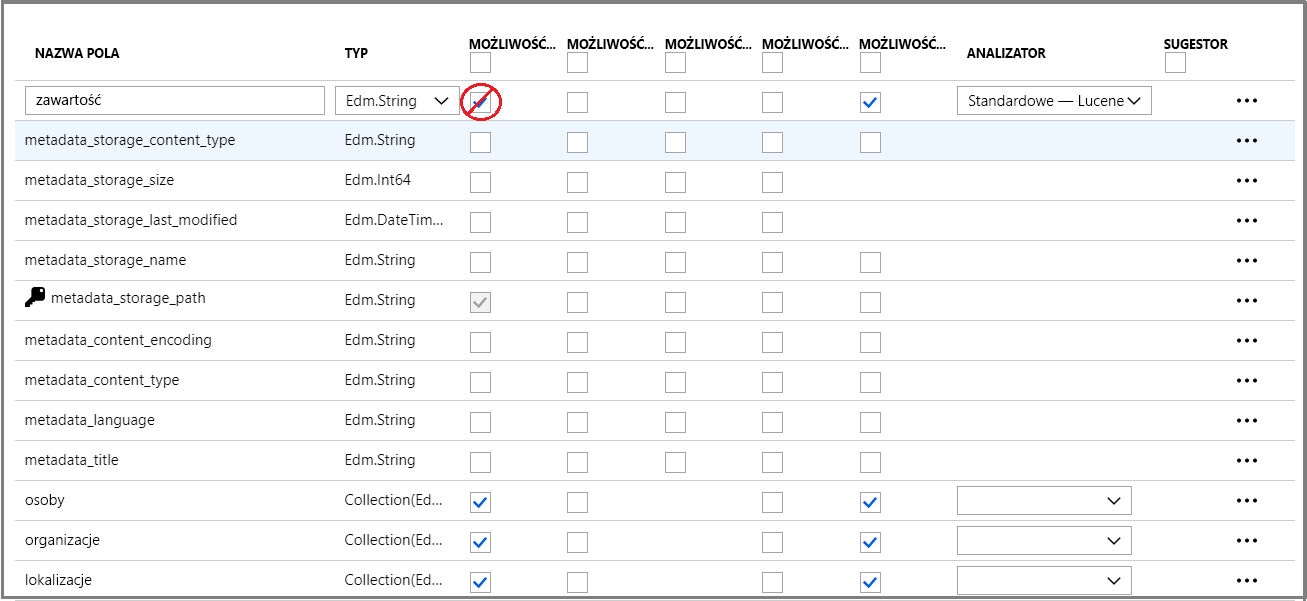 NAZWA POLA TYP MOŻLIWOŚĆ... MOŻLIWOŚĆ... MOŻLIWOŚĆ... MOŻLIWOŚĆ... MOŻLIWOŚĆ... ANALIZATOR SUGESTOR
zawartość Edm.String Standardowe — Lucene ...
metadata_storage_content_type Edm.String ...
metadata_storage_size Edm.Int64 ...
metadata_storage_last_modified Edm.DateTim... ...
metadata_storage_name Edm.String ...
metadata_storage_path Edm.String ...
metadata_content_encoding Edm.String ...
metadata_content_type Edm.String ...
metadata_language Edm.String ...
metadata_title Edm.String ...
osoby Collection(Ed... ...
organizacje Collection(Ed... ...
lokalizacje Collection(Ed... ...